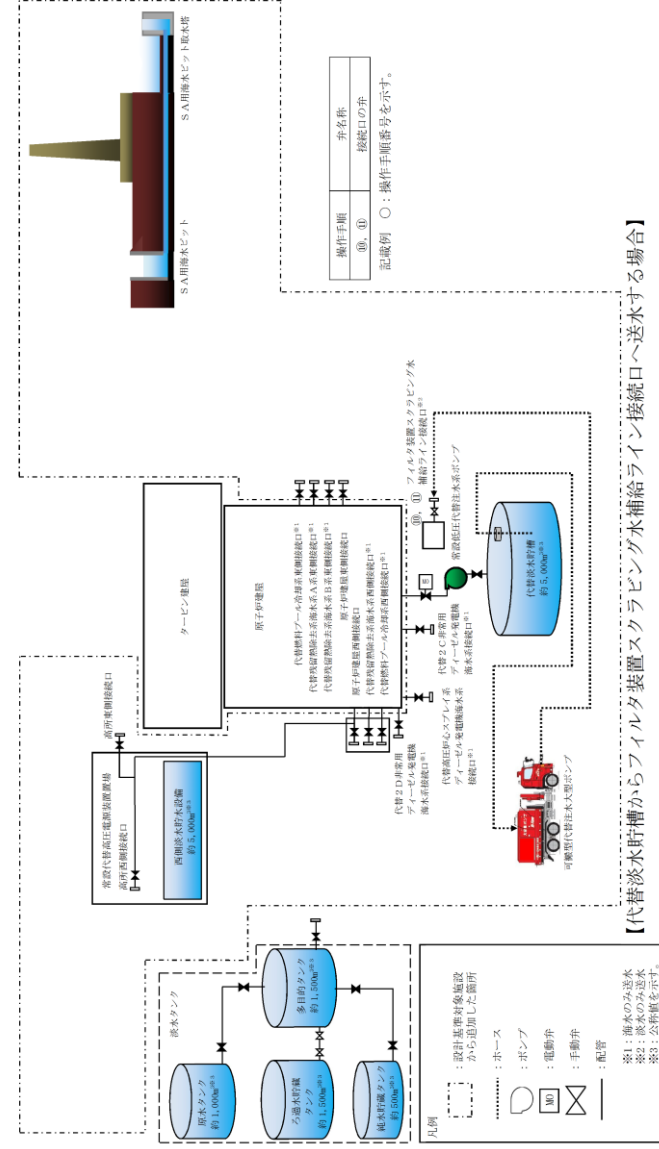 SA用海水ピット取水塔
SA用海水ピット
操作手順
弁名称
⑩,⑪
接続口の弁
記載例 ○:操作手順番号を示す。
タービン建屋
原子炉建屋
代替燃料プール冷却系東側接続口※1
代替残留熱除去系海水系A系東側接続口※1
代替残留熱除去系海水系B系東側接続口※1
原子炉建屋東側接続口
原子炉建屋西側接続口
代替残留熱除去系海水系西側接続口※1
代替燃料プール冷却系西側接続口※1
高所東側接続口
常設代替高圧電源装置置場
高所西側接続口
西側淡水貯水設備
約5,000m³※3
フィルタ装置スクラビング水
補給ライン接続口※2
⑩,⑪
常設低圧代替注水系ポンプ
代替淡水貯槽
約5,000m³※3
代替2C非常用
ディーゼル発電機
海水系接続口※1
代替高圧炉心スプレイ系
ディーゼル発電機海水系
接続口※1
代替2D非常用
ディーゼル発電機
海水系接続口※1
可搬型代替注水大型ポンプ
淡水タンク
原水タンク
約1,000m³※3
ろ過水貯蔵
タンク
約1,500m³※3
多目的タンク
約1,500m³※3
純水貯蔵タンク
約500m³※3
凡例
:設計基準対象施設
から追加した箇所
:ホース
:ポンプ
MO
:電動弁
:手動弁
:配管
※1:海水のみ送水
※2:淡水のみ送水
※3:公称値を示す。
【代替淡水貯槽からフィルタ装置スクラビング水補給ライン接続口へ送水する場合】